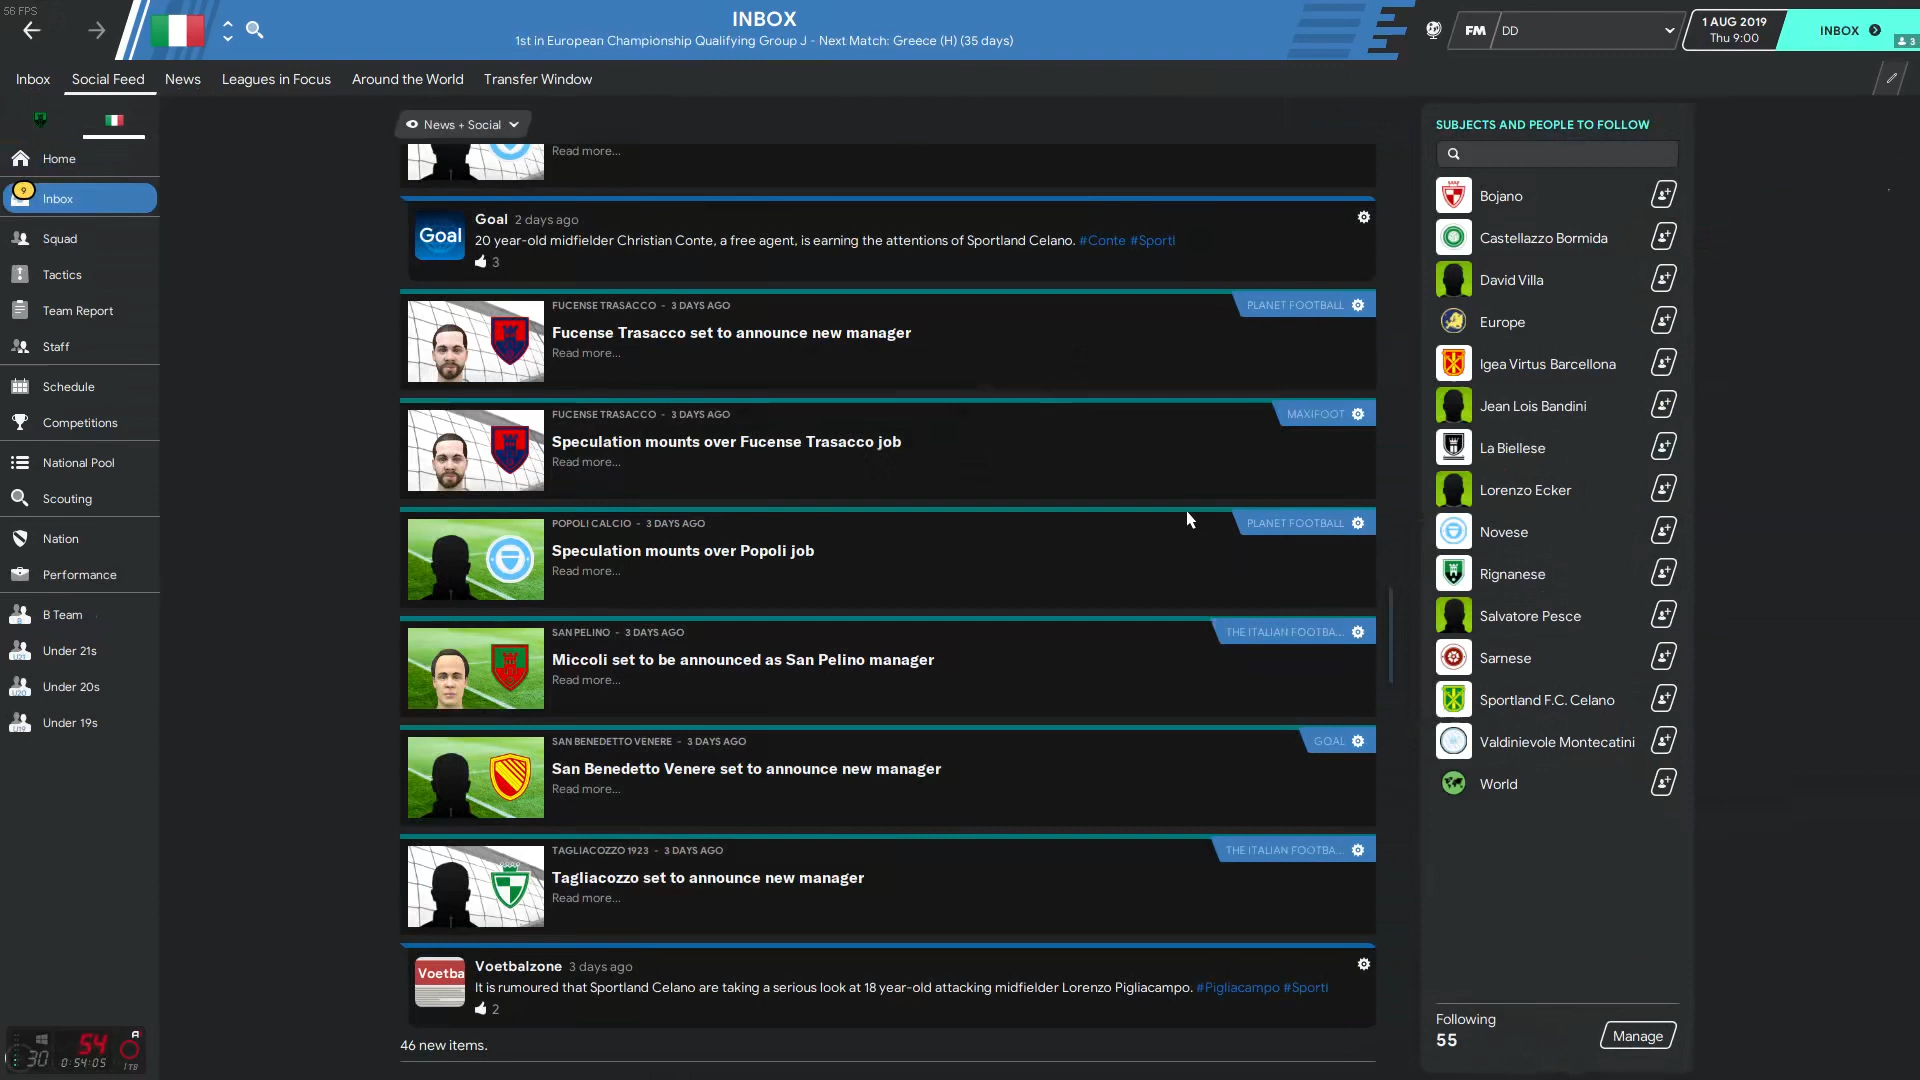 56 FPS
INBOX
1st in European Championship Qualifying Group J - Next Match: Greece (H) (35 days)
FM
DD
1 AUG 2019
Thu 9:00
INBOX
3
Inbox
Social Feed
News
Leagues in Focus
Around the World
Transfer Window
Home
9
Inbox
Squad
Tactics
Team Report
Staff
Schedule
Competitions
National Pool
Scouting
Nation
Performance
B Team
Under 21s
Under 20s
Under 19s
30
54
0:54:05
1TB
News + Social
Read more...
Goal
Goal 2 days ago
20 year-old midfielder Christian Conte, a free agent, is earning the attentions of Sportland Celano. #Conte #Sportl
3
FUCENSE TRASACCO - 3 DAYS AGO
PLANET FOOTBALL
Fucense Trasacco set to announce new manager
Read more...
FUCENSE TRASACCO - 3 DAYS AGO
MAXIFOOT
Speculation mounts over Fucense Trasacco job
Read more...
POPOLI CALCIO - 3 DAYS AGO
PLANET FOOTBALL
Speculation mounts over Popoli job
Read more...
SAN PELINO - 3 DAYS AGO
THE ITALIAN FOOTBA...
Miccoli set to be announced as San Pelino manager
Read more...
SAN BENEDETTO VENERE - 3 DAYS AGO
GOAL
San Benedetto Venere set to announce new manager
Read more...
TAGLIACOZZO 1923 - 3 DAYS AGO
THE ITALIAN FOOTBA...
Tagliacozzo set to announce new manager
Read more...
Voetba
Voetbalzone 3 days ago
It is rumoured that Sportland Celano are taking a serious look at 18 year-old attacking midfielder Lorenzo Pigliacampo. #Pigliacampo #Sportl
2
46 new items.
SUBJECTS AND PEOPLE TO FOLLOW
Bojano
Castellazzo Bormida
David Villa
Europe
Igea Virtus Barcellona
Jean Lois Bandini
La Biellese
Lorenzo Ecker
Novese
Rignanese
Salvatore Pesce
Sarnese
Sportland F.C. Celano
Valdinievole Montecatini
World
Following
55
Manage